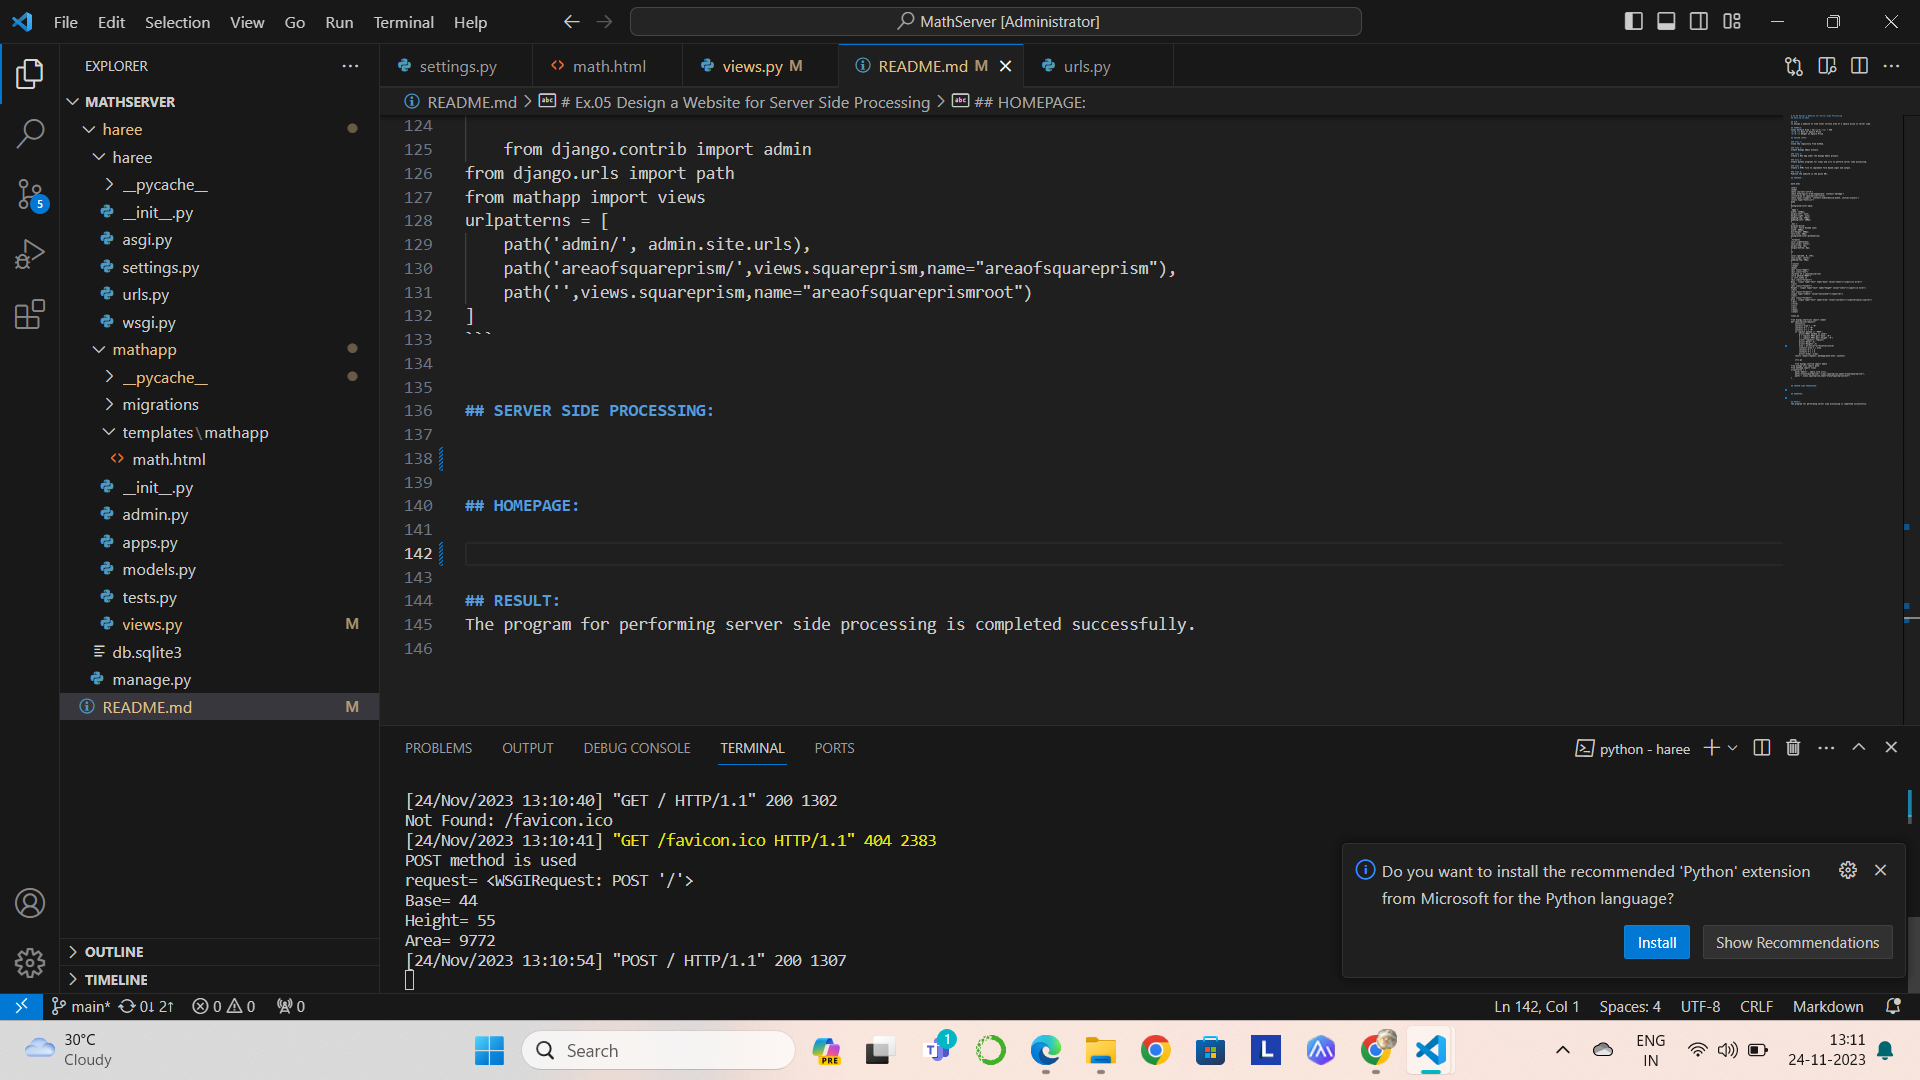 File Edit Selection View Go Run Terminal Help
MathServer [Administrator]
EXPLORER
settings.py
math.html
views.py M
README.md M
urls.py
MATHSERVER
README.md > # Ex.05 Design a Website for Server Side Processing > ## HOMEPAGE:
haree
haree
__pycache__
__init__.py
asgi.py
settings.py
urls.py
wsgi.py
mathapp
__pycache__
migrations
templates\mathapp
math.html
__init__.py
admin.py
apps.py
models.py
tests.py
views.py M
db.sqlite3
manage.py
README.md M
OUTLINE
TIMELINE
5
124
125 from django.contrib import admin
126 from django.urls import path
127 from mathapp import views
128 urlpatterns = [
129 path('admin/', admin.site.urls),
130 path('areaofsquareprism/',views.squareprism,name="areaofsquareprism"),
131 path('',views.squareprism,name="areaofsquareprismroot")
132 ]
133 ```
134
135
136 ## SERVER SIDE PROCESSING:
137
138
139
140 ## HOMEPAGE:
141
142
143
144 ## RESULT:
145 The program for performing server side processing is completed successfully.
146
PROBLEMS OUTPUT DEBUG CONSOLE TERMINAL PORTS
python - haree
[24/Nov/2023 13:10:40] "GET / HTTP/1.1" 200 1302
Not Found: /favicon.ico
[24/Nov/2023 13:10:41] "GET /favicon.ico HTTP/1.1" 404 2383
POST method is used
request= <WSGIRequest: POST '/'>
Base= 44
Height= 55
Area= 9772
[24/Nov/2023 13:10:54] "POST / HTTP/1.1" 200 1307
Do you want to install the recommended 'Python' extension
from Microsoft for the Python language?
Install
Show Recommendations
main* 0↓ 2↑ 0 0 0
Ln 142, Col 1 Spaces: 4 UTF-8 CRLF Markdown
30°C
Cloudy
Search
PRE
1
L
ENG
IN
13:11
24-11-2023